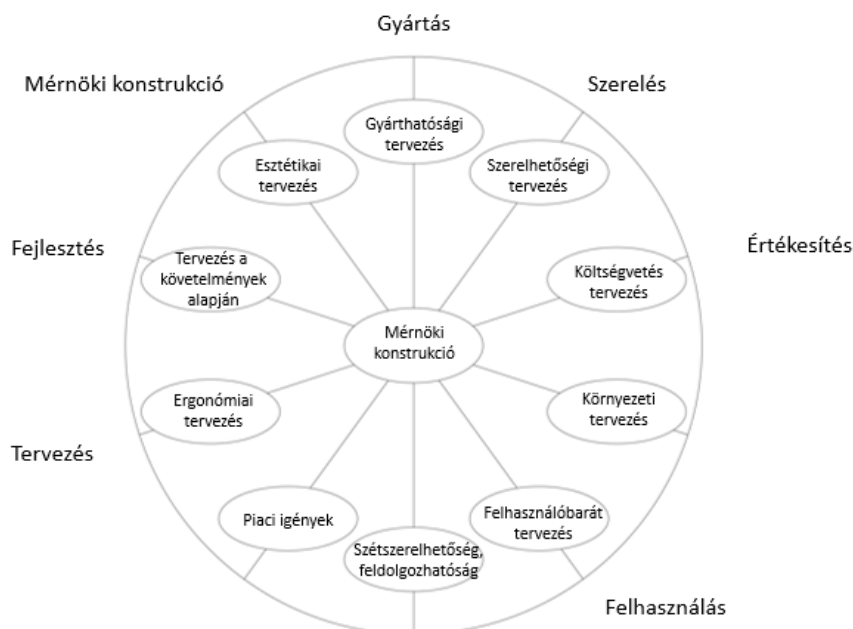 Gyártás
Mérnöki konstrukció
Szerelés
Gyárthatósági
tervezés
Esztétikai
tervezés
Szerelhetőségi
tervezés
Fejlesztés
Értékesítés
Tervezés a
követelmények
alapján
Költségvetés
tervezés
Mérnöki
konstrukció
Ergonómiai
tervezés
Környezeti
tervezés
Tervezés
Piaci igények
Felhasználóbarát
tervezés
Szétszerelhetőség,
feldolgozhatóság
Felhasználás